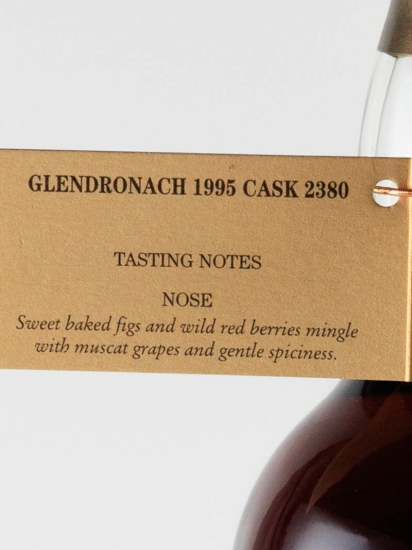 GLENDRONACH 1995 CASK 2380
TASTING NOTES
NOSE
Sweet baked figs and wild red berries mingle
with muscat grapes and gentle spiciness.